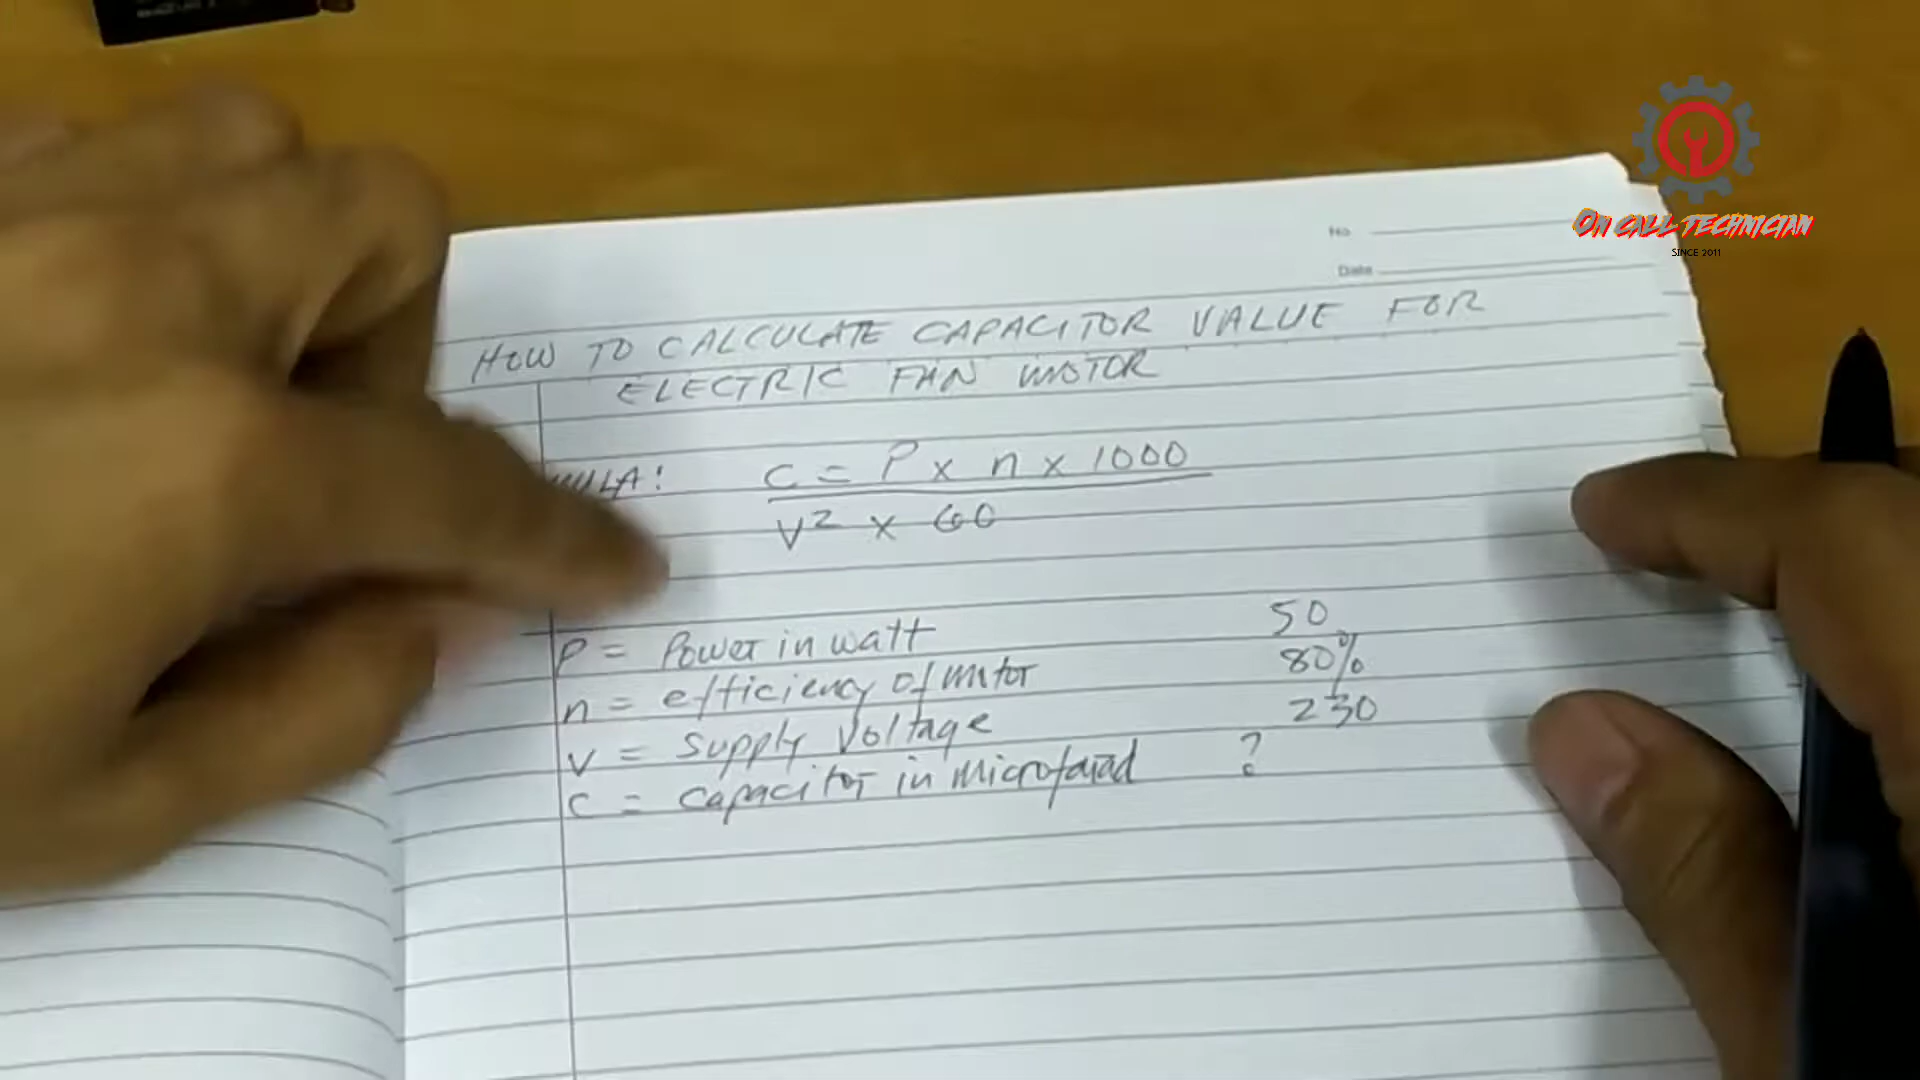 No
ON CALL TECHNICIAN
SINCE 2011
Date
HOW TO CALCULATE CAPACITOR VALUE FOR
ELECTRIC FAN MOTOR
MULA: C = P x n x 1000
V² x 60
P = Power in watt 50
n = efficiency of motor 80%
V = Supply Voltage 230
C = Capacitor in microfarad ?